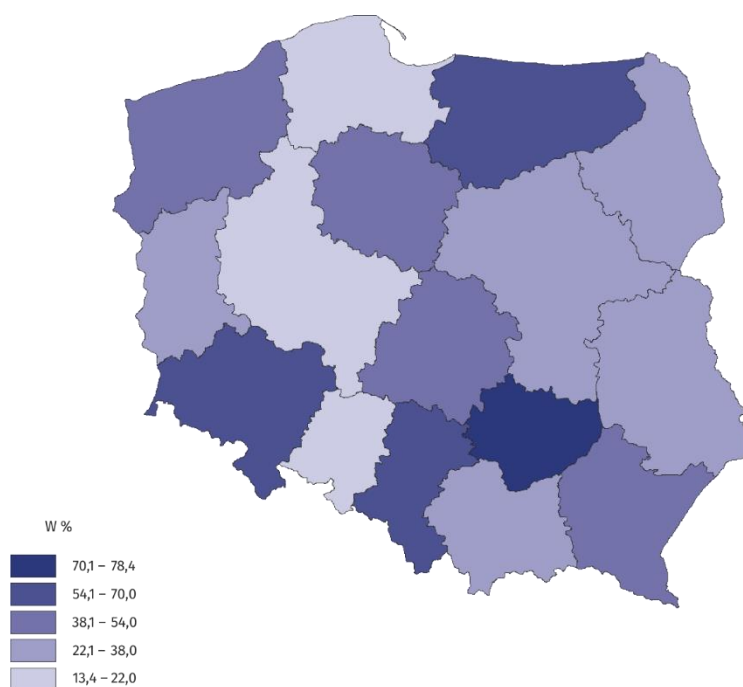 W %
70,1 – 78,4
54,1 – 70,0
38,1 – 54,0
22,1 – 38,0
13,4 – 22,0